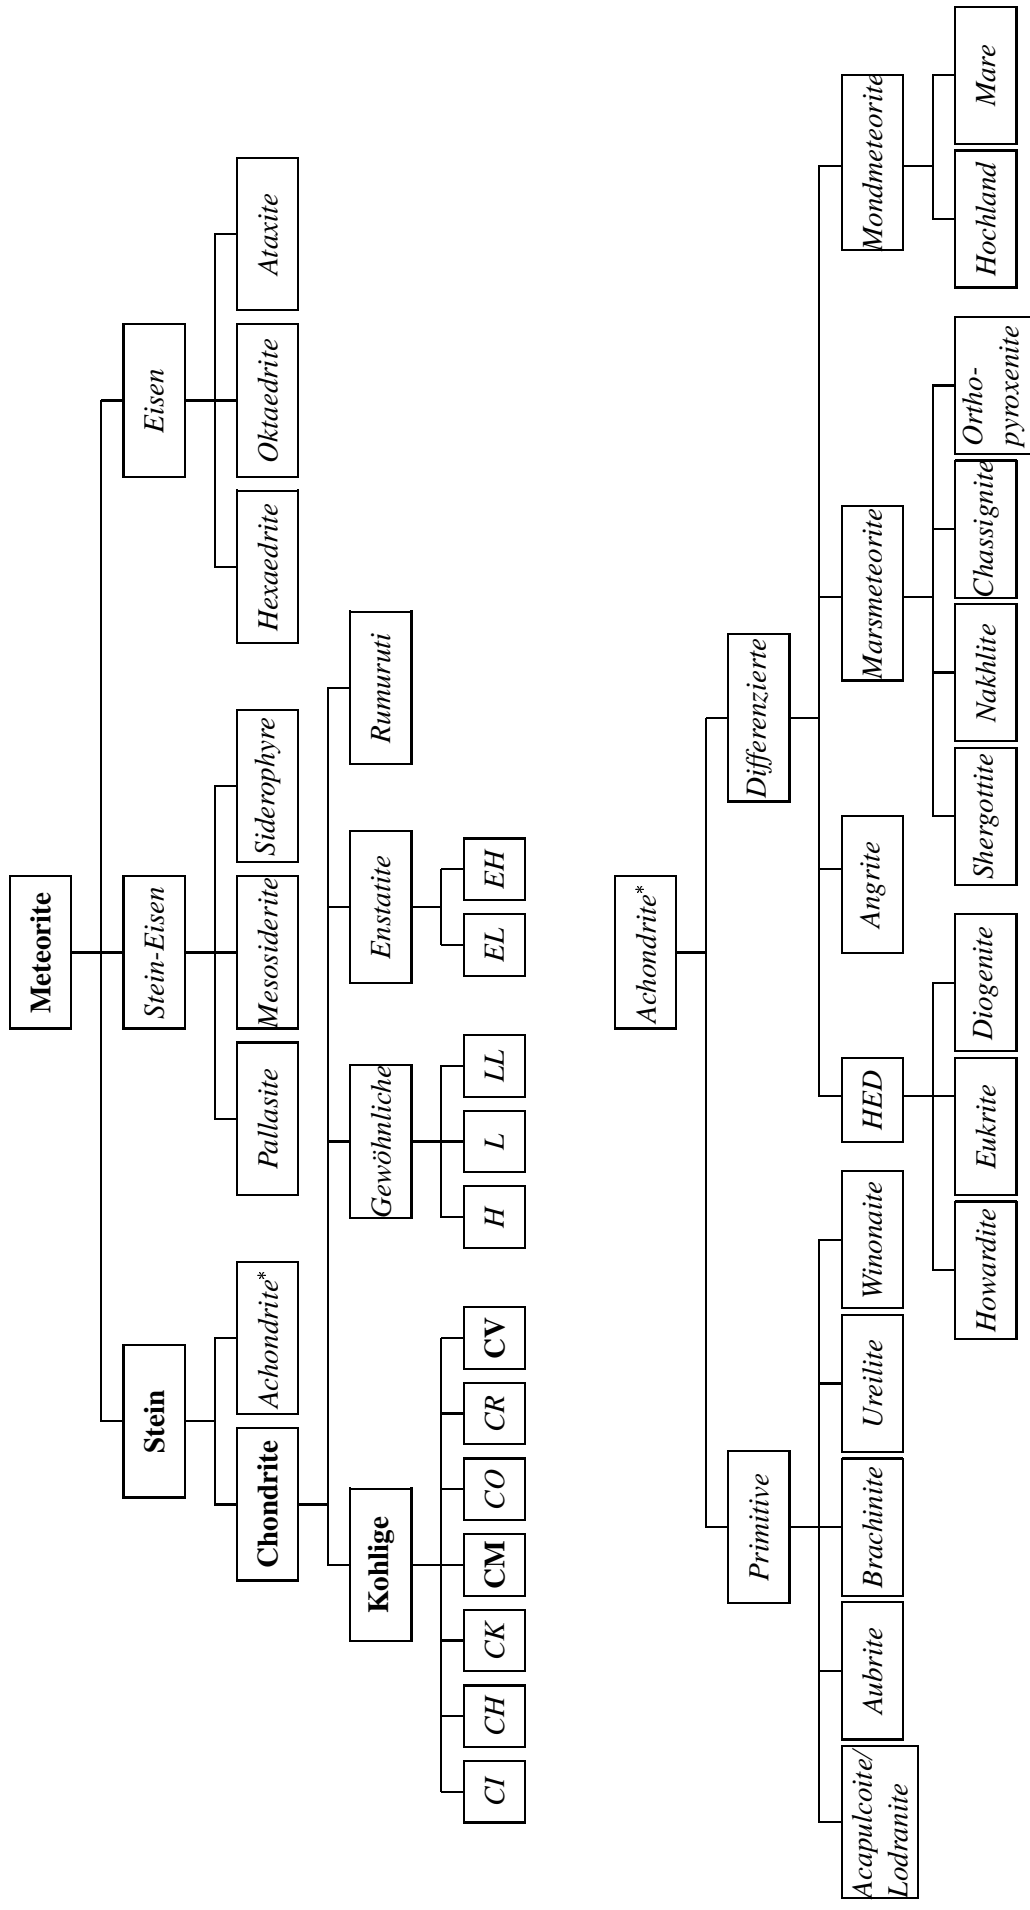 Meteorite
Stein
Stein-Eisen
Eisen
Chondrite
Achondrite*
Pallasite
Mesosiderite
Siderophyre
Hexaedrite
Oktaedrite
Ataxite
Kohlige
Gewöhnliche
Enstatite
Rumuruti
CI
CH
CK
CM
CO
CR
CV
H
L
LL
EL
EH
Achondrite*
Primitive
Differenzierte
Acapulcoite/
Lodranite
Aubrite
Brachinite
Ureilite
Winonaite
HED
Angrite
Marsmeteorite
Mondmeteorite
Howardite
Eukrite
Diogenite
Shergottite
Nakhlite
Chassignite
Ortho-
pyroxenite
Hochland
Mare